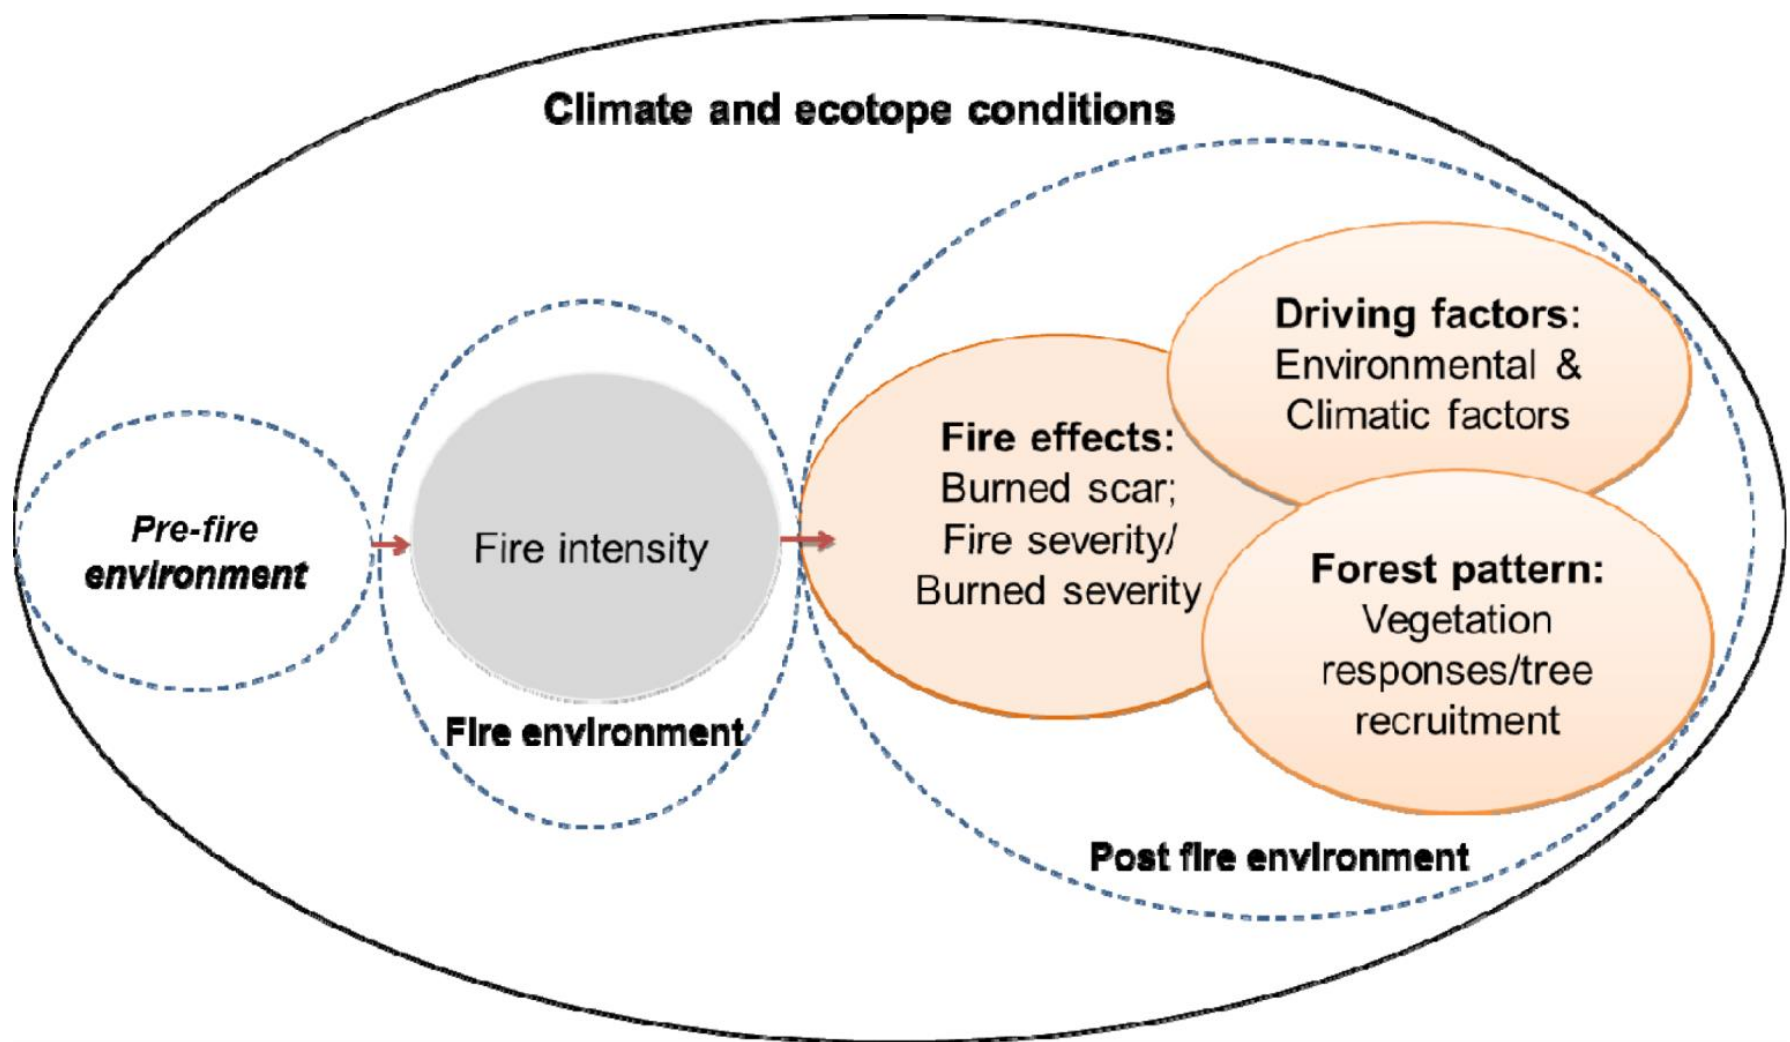 Climate and ecotope conditions
Pre-fire
environment
Fire intensity
Fire environment
Fire effects:
Burned scar;
Fire severity/
Burned severity
Driving factors:
Environmental &
Climatic factors
Forest pattern:
Vegetation
responses/tree
recruitment
Post fire environment